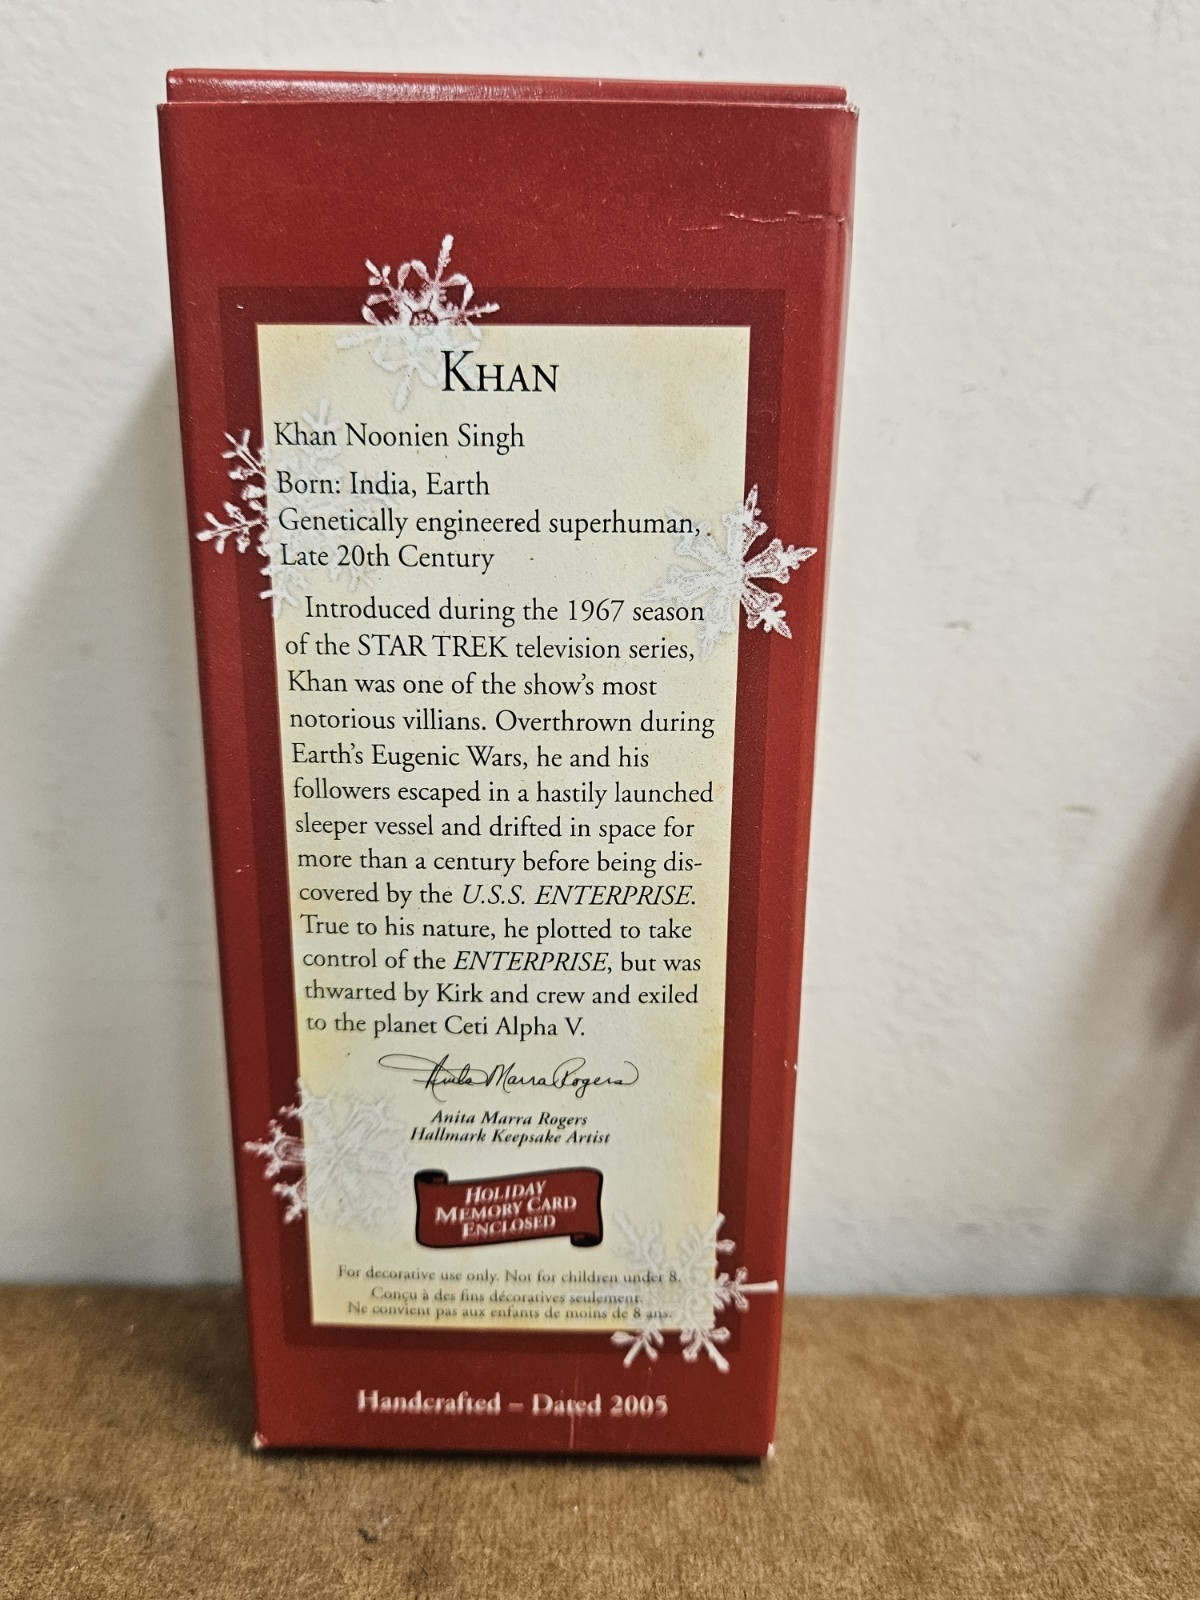 KHAN
Khan Noonien Singh
Born: India, Earth
Genetically engineered superhuman,
Late 20th Century
Introduced during the 1967 season
of the STAR TREK television series,
Khan was one of the show's most
notorious villians. Overthrown during
Earth's Eugenic Wars, he and his
followers escaped in a hastily launched
sleeper vessel and drifted in space for
more than a century before being dis-
covered by the U.S.S. ENTERPRISE.
True to his nature, he plotted to take
control of the ENTERPRISE, but was
thwarted by Kirk and crew and exiled
to the planet Ceti Alpha V.
Anita Marra Rogers
Anita Marra Rogers
Hallmark Keepsake Artist
HOLIDAY
MEMORY CARD
ENCLOSED
For decorative use only. Not for children under 8.
Conçu à des fins décoratives seulement.
Ne convient pas aux enfants de moins de 8 ans.
Handcrafted – Dated 2005